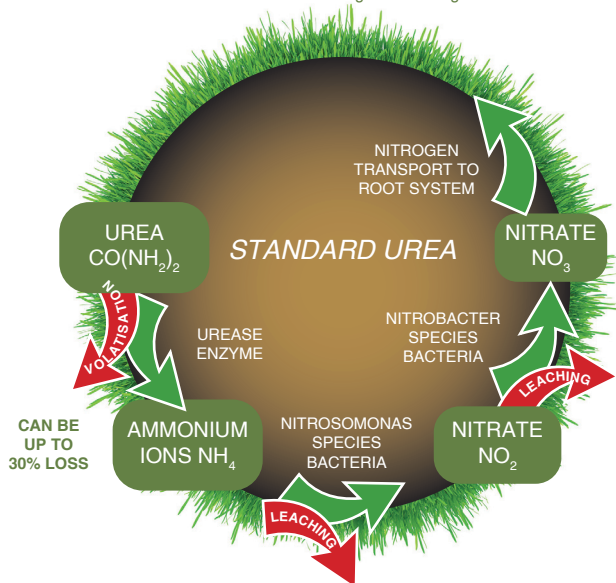 NITROGEN
TRANSPORT TO
ROOT SYSTEM
UREA
CO(NH₂)₂
STANDARD UREA
NITRATE
NO₃
VOLATISATION
UREASE
ENZYME
NITROBACTER
SPECIES
BACTERIA
LEACHING
CAN BE
UP TO
30% LOSS
AMMONIUM
IONS NH₄
NITROSOMONAS
SPECIES
BACTERIA
NITRATE
NO₂
LEACHING